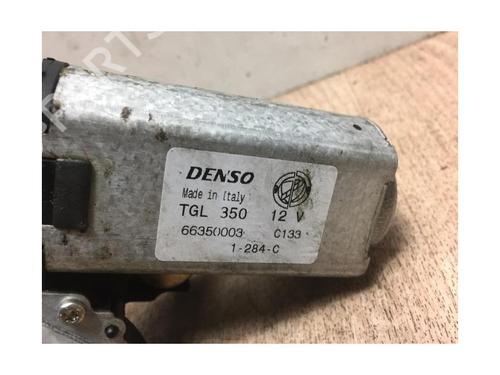 DENSO
Made in Italy
TGL 350 12 V
66350003 C133
1-284-C